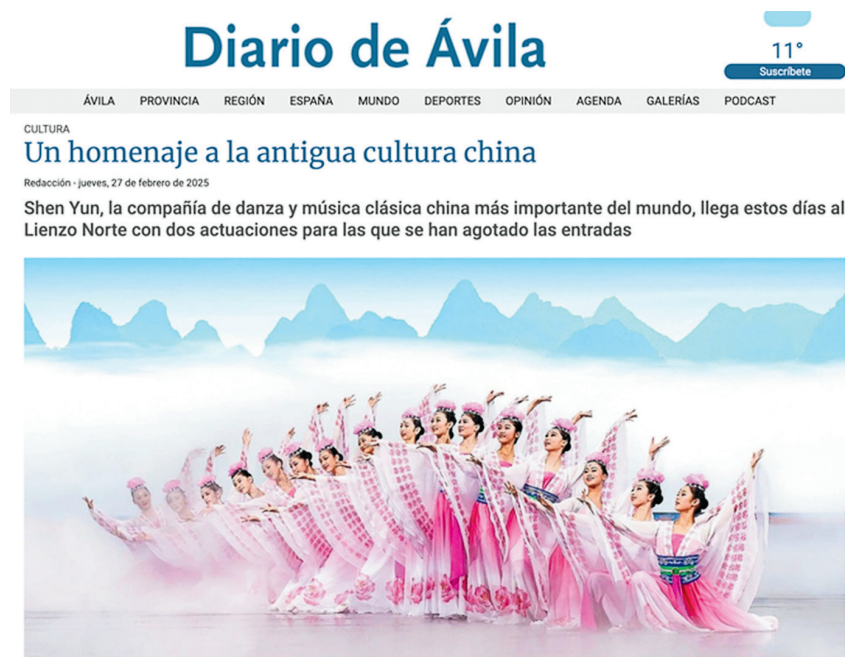 Diario de Ávila
11°
Suscríbete
ÁVILA PROVINCIA REGIÓN ESPAÑA MUNDO DEPORTES OPINIÓN AGENDA GALERÍAS PODCAST
CULTURA
Un homenaje a la antigua cultura china
Redacción - jueves, 27 de febrero de 2025
Shen Yun, la compañía de danza y música clásica china más importante del mundo, llega estos días al
Lienzo Norte con dos actuaciones para las que se han agotado las entradas